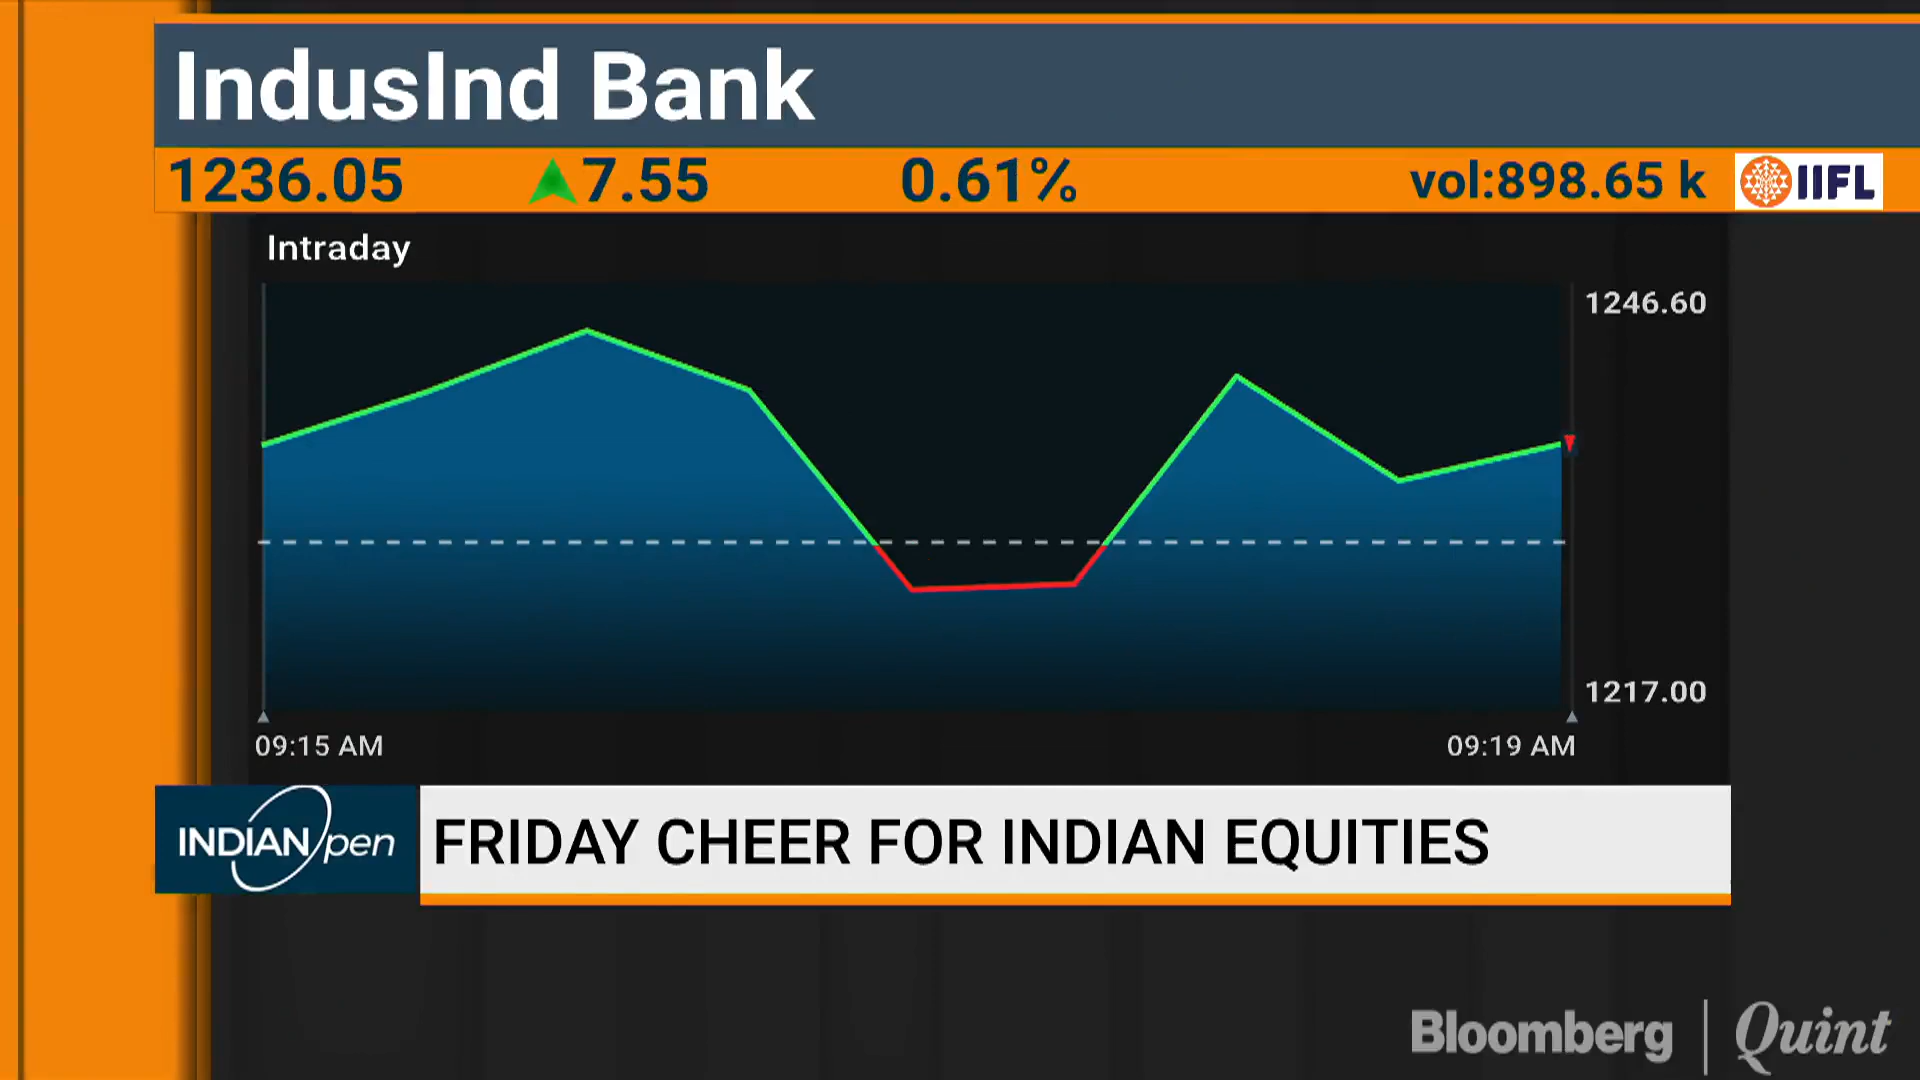 IndusInd Bank
1236.05 ▲7.55 0.61% vol:898.65 k IIFL
Intraday
1246.60
1217.00
09:15 AM 09:19 AM
INDIAN Open FRIDAY CHEER FOR INDIAN EQUITIES
Bloomberg | Quint